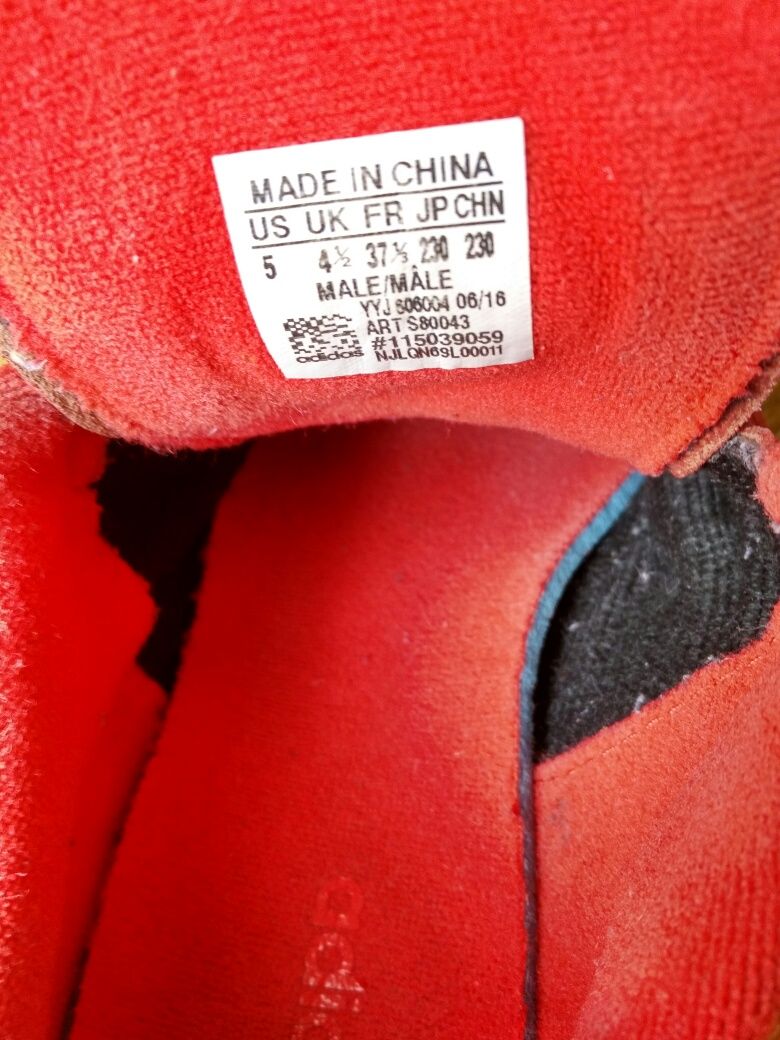 MADE IN CHINA
US UK FR JP CHN
5 4½ 37⅓ 230 230
MALE/MÂLE
YYJ 606004 06/16
ART S80043
#115039059
adidas NJLQN69L00011
adidas